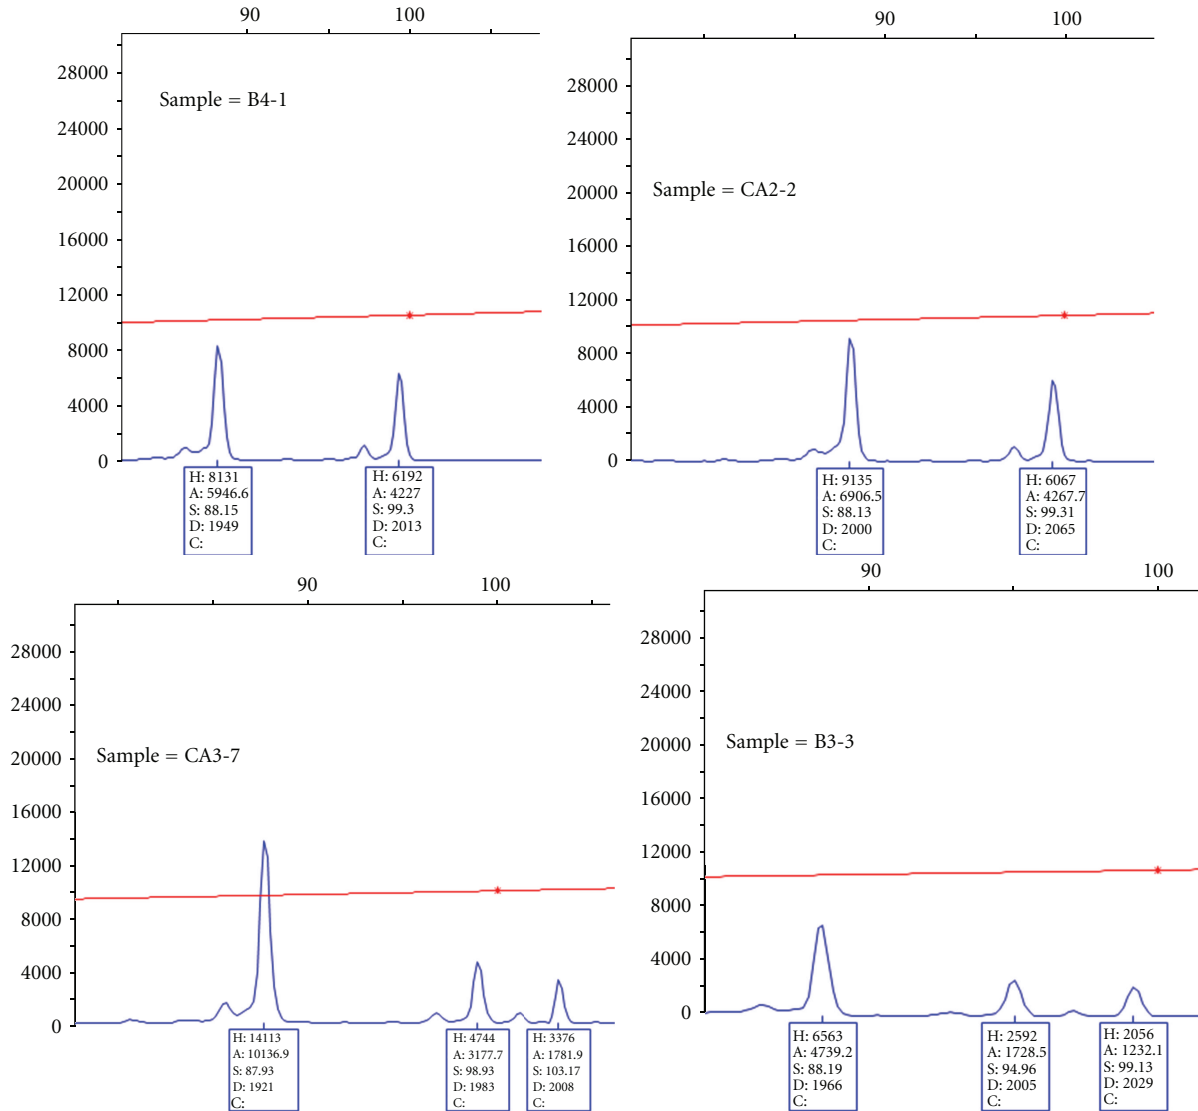 90 100
28000
24000
20000
16000
12000
8000
4000
0
Sample = B4-1
H: 8131
A: 5946.6
S: 88.15
D: 1949
C:
H: 6192
A: 4227
S: 99.3
D: 2013
C:
90 100
28000
24000
20000
16000
12000
8000
4000
0
Sample = CA2-2
H: 9135
A: 6906.5
S: 88.13
D: 2000
C:
H: 6067
A: 4267.7
S: 99.31
D: 2065
C:
90 100
28000
24000
20000
16000
12000
8000
4000
0
Sample = CA3-7
H: 14113
A: 10136.9
S: 87.93
D: 1921
C:
H: 4744
A: 3177.7
S: 98.93
D: 1983
C:
H: 3376
A: 1781.9
S: 103.17
D: 2008
C:
90 100
28000
24000
20000
16000
12000
8000
4000
0
Sample = B3-3
H: 6563
A: 4739.2
S: 88.19
D: 1966
C:
H: 2592
A: 1728.5
S: 94.96
D: 2005
C:
H: 2056
A: 1232.1
S: 99.13
D: 2029
C: